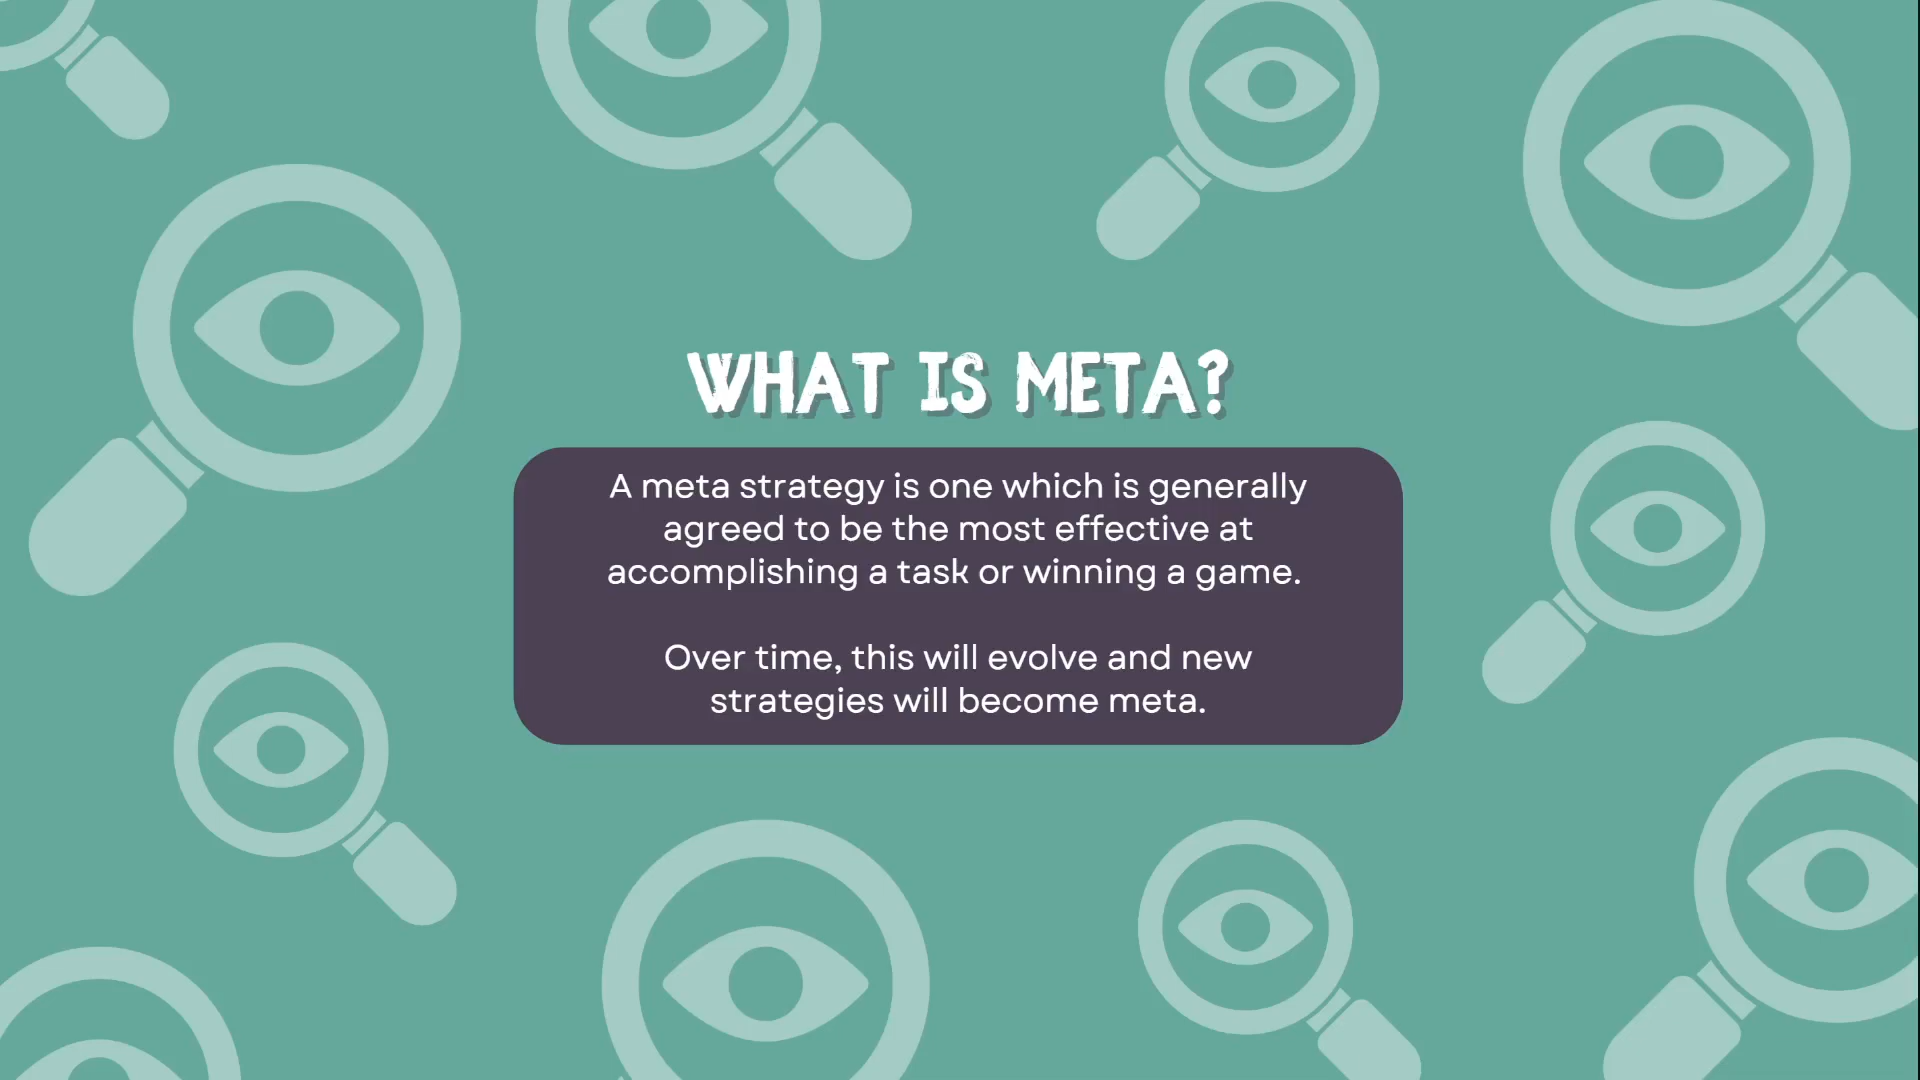 WHAT IS META?
A meta strategy is one which is generally
agreed to be the most effective at
accomplishing a task or winning a game.
Over time, this will evolve and new
strategies will become meta.